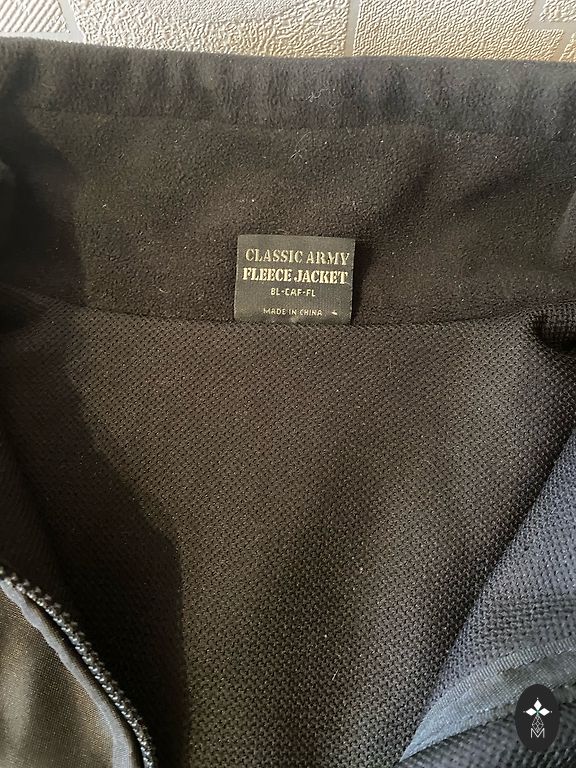 CLASSIC ARMY
FLEECE JACKET
BL-CAF-FL
MADE IN CHINA
M